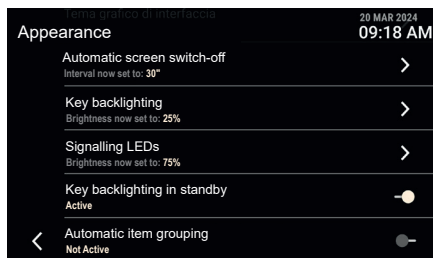 Tema grafico di interfaccia
20 MAR 2024
Appearance
09:18 AM
Automatic screen switch-off
Interval now set to: 30"
Key backlighting
Brightness now set to: 25%
Signalling LEDs
Brightness now set to: 75%
Key backlighting in standby
Active
Automatic item grouping
Not Active